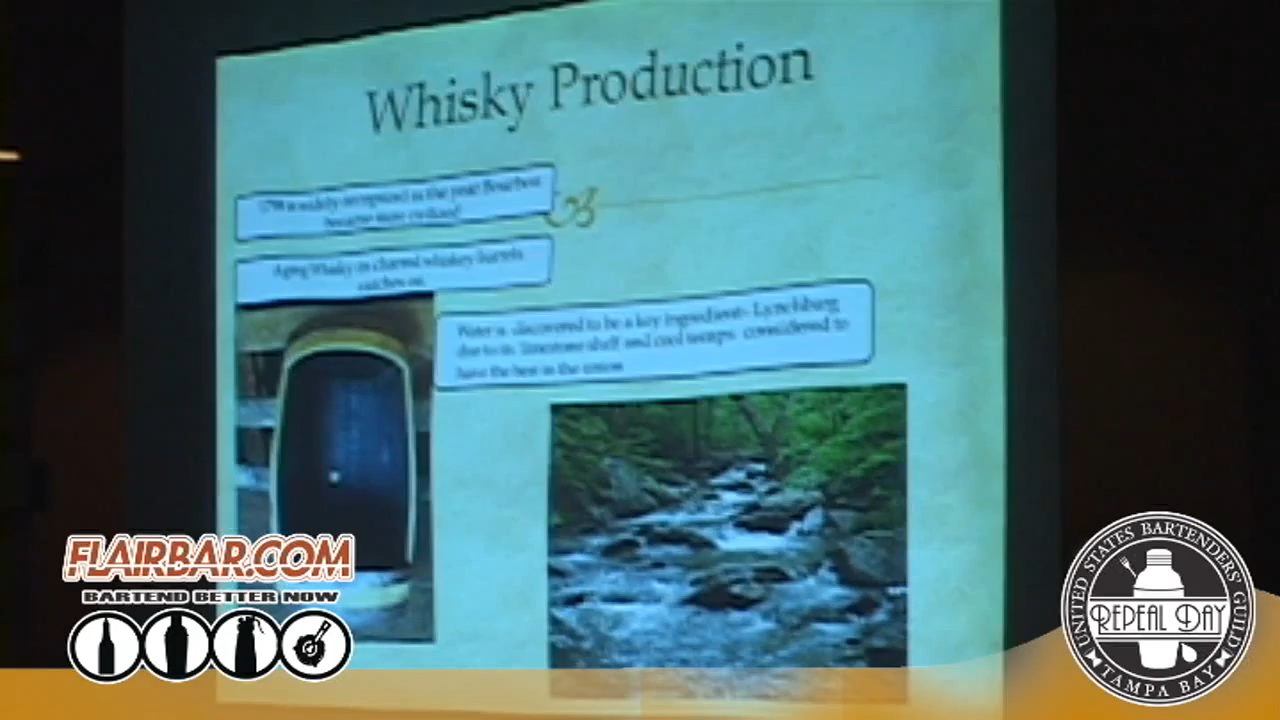 Whisky Production
is widely recognized as the year Bourbon
became more civilized
Aging Whisky in charred whiskey barrels
catches on
Water is discovered to be a key ingredient- Lynchburg
due to its limestone shelf and cool temps considered to
have the best in the union
FLAIRBAR.COM
BARTEND BETTER NOW
UNITED STATES BARTENDERS' GUILD
REPEAL DAY
TAMPA BAY